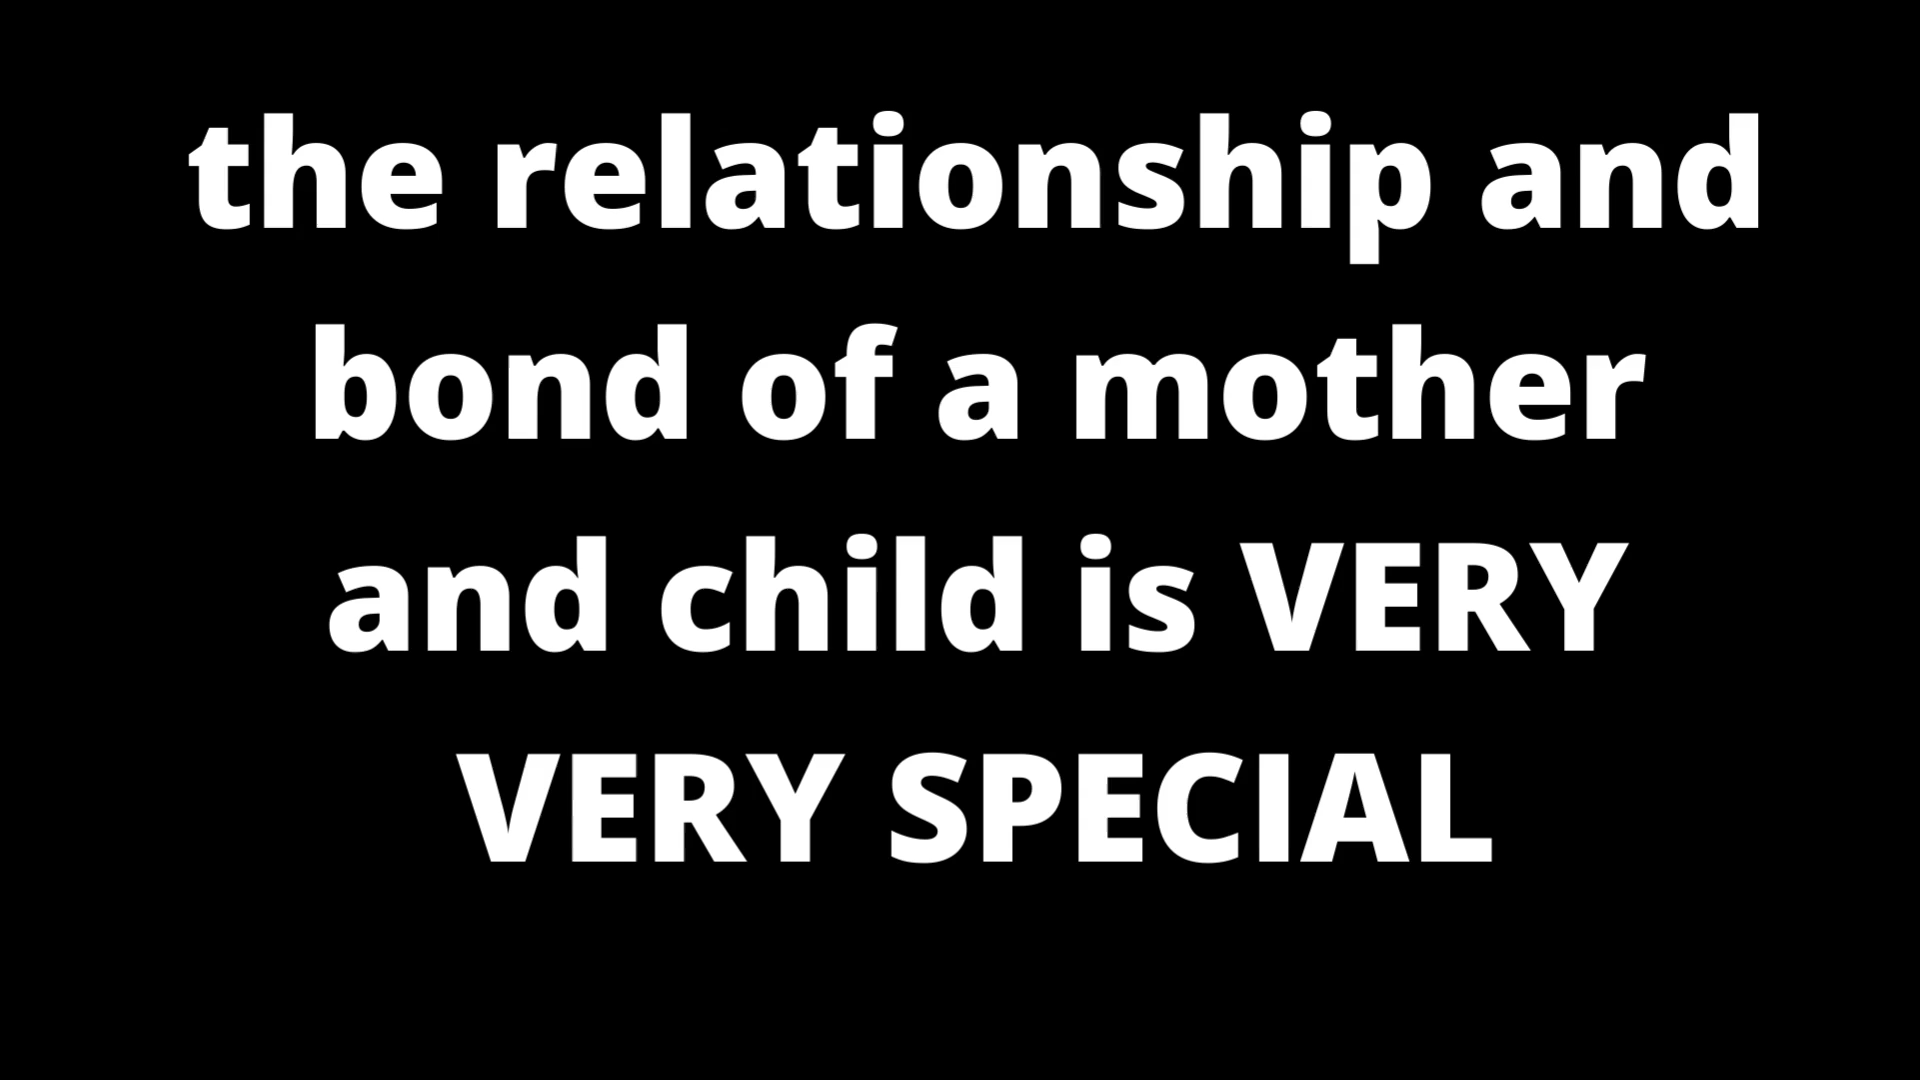 the relationship and
bond of a mother
and child is VERY
VERY SPECIAL